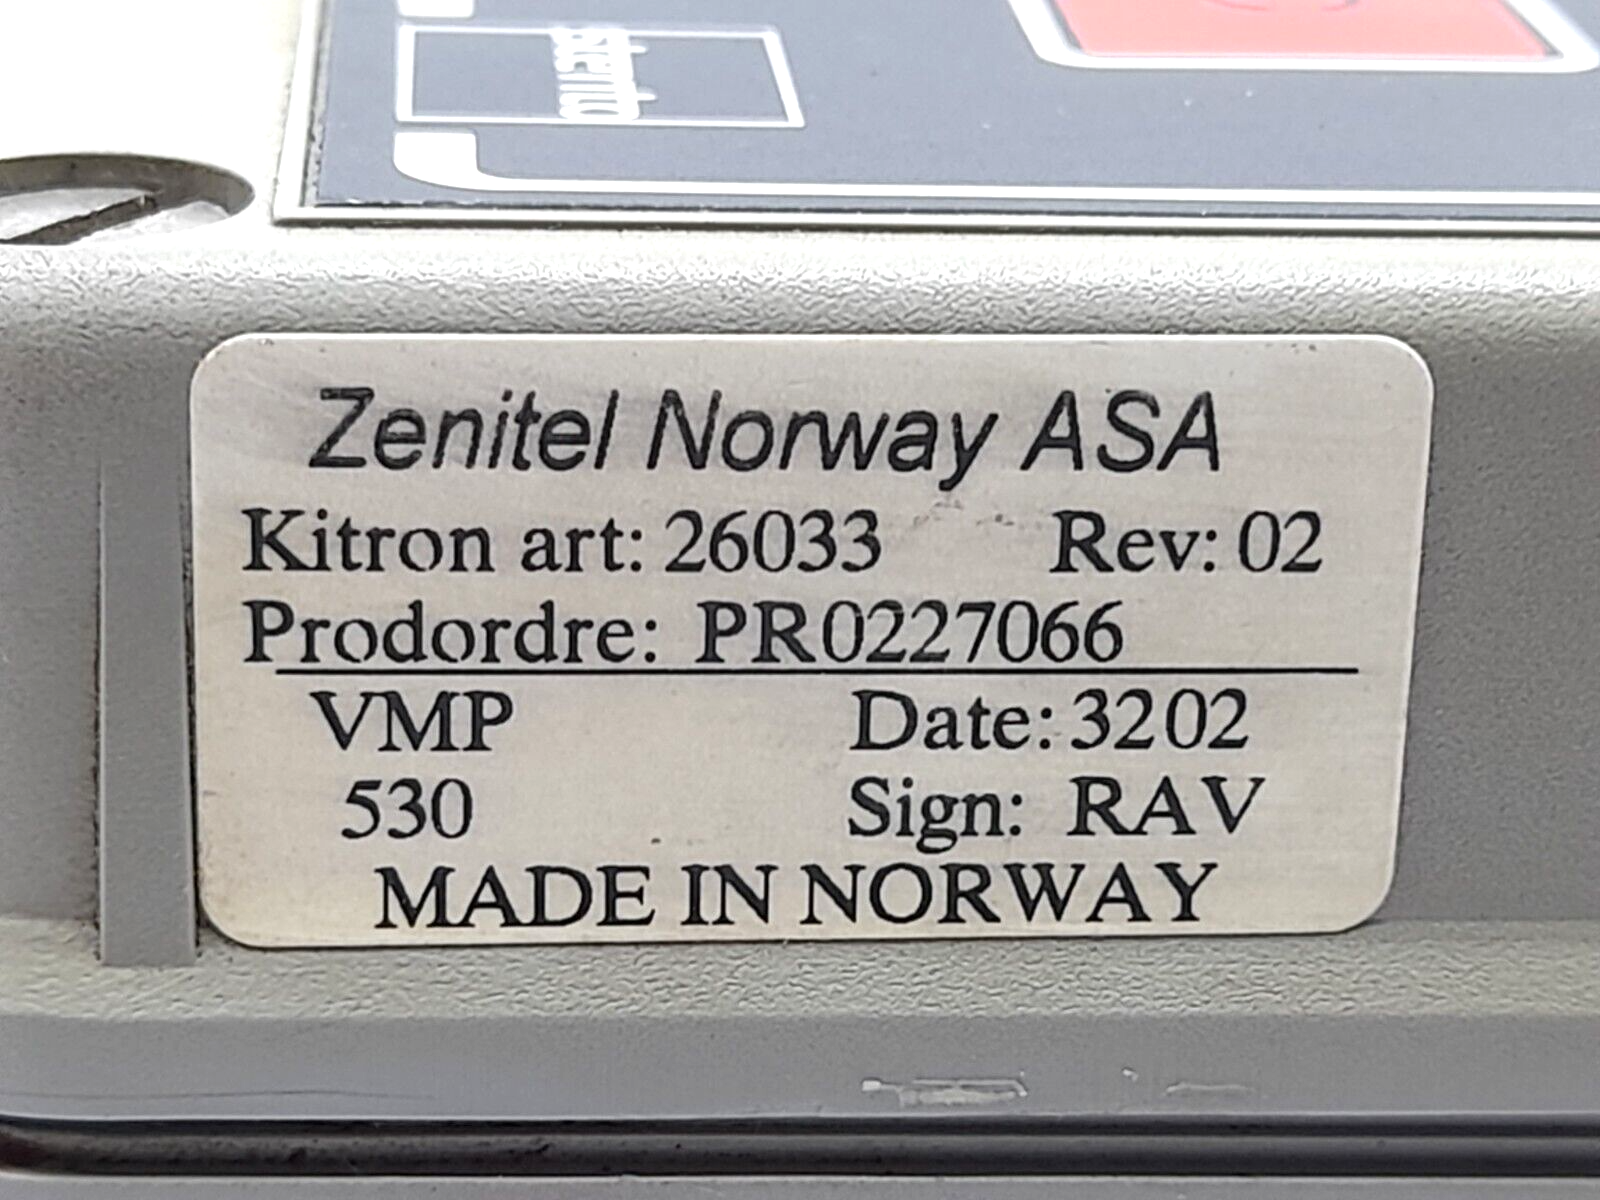 stento
Zenitel Norway ASA
Kitron art: 26033 Rev: 02
Prodordre: PR0227066
VMP Date: 3202
530 Sign: RAV
MADE IN NORWAY